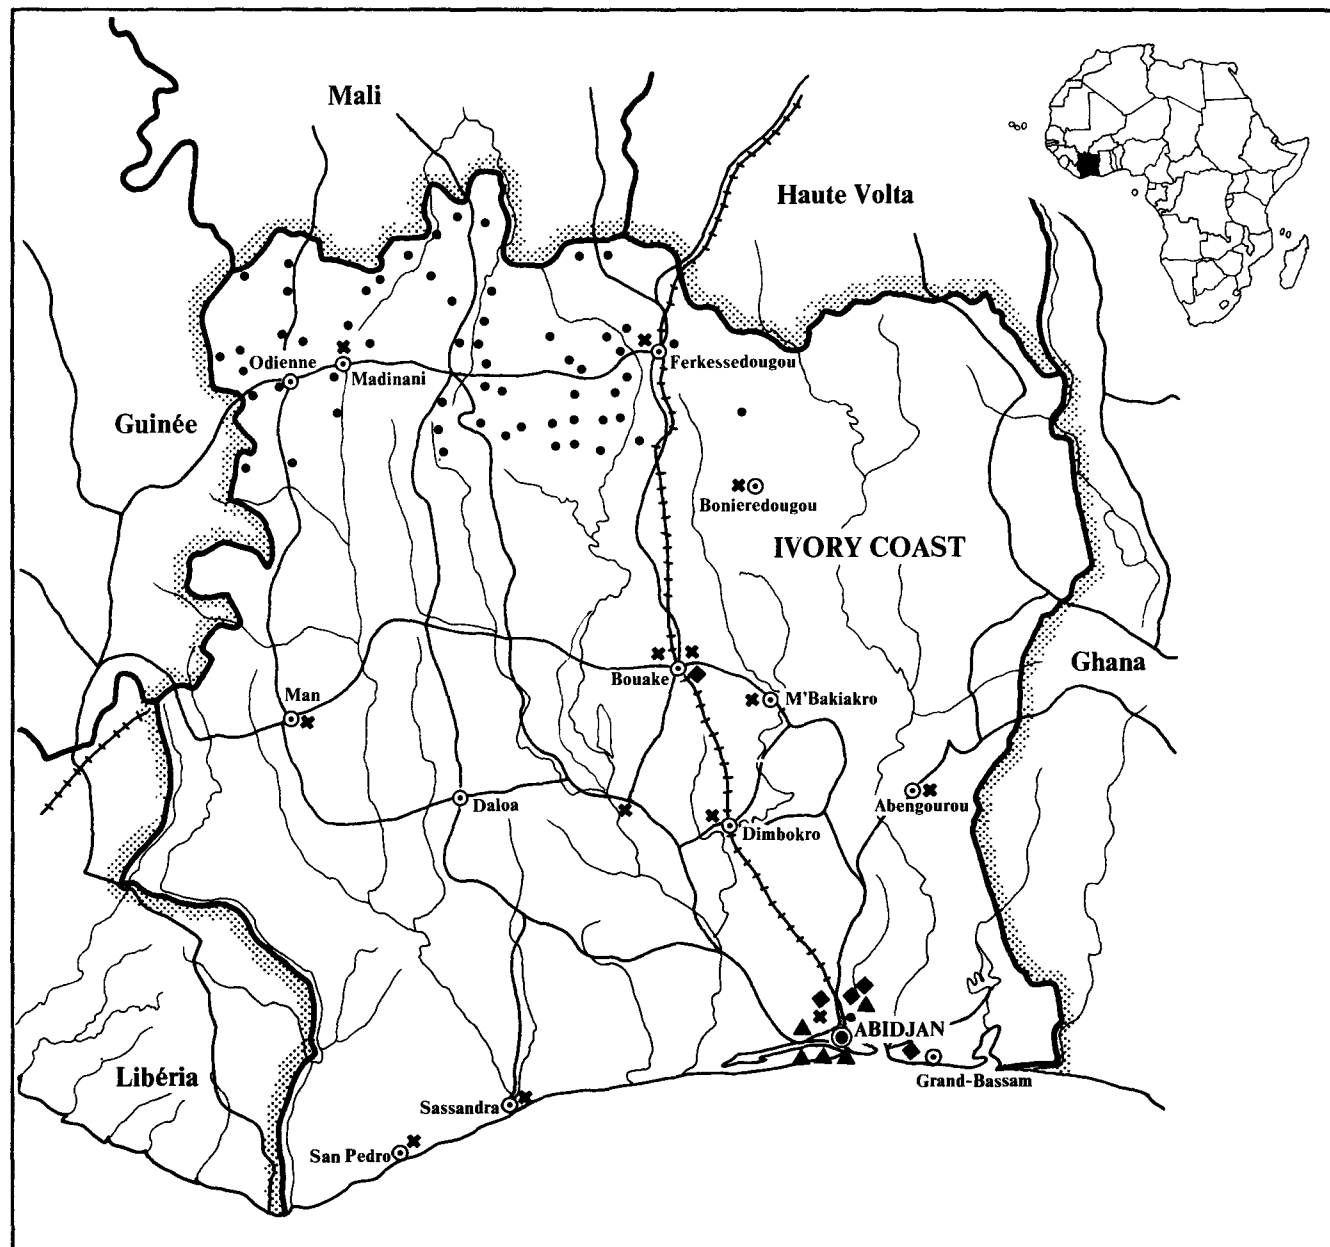 Mali
Haute Volta
Odienne
Madinani
Ferkessedougou
Guinée
Bonieredougou
IVORY COAST
Ghana
Bouake
M'Bakiakro
Man
Daloa
Abengourou
Dimbokro
ABIDJAN
Libéria
Grand-Bassam
Sassandra
San Pedro